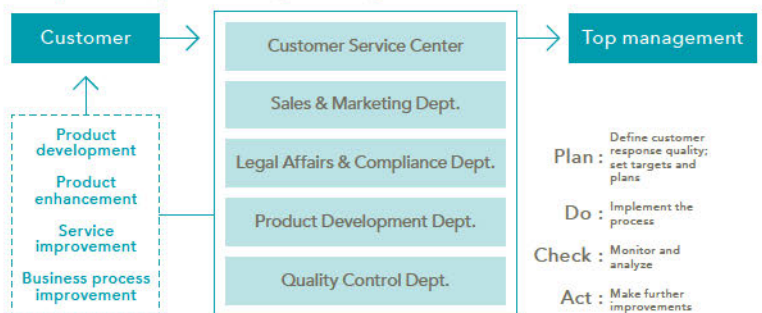 Customer
Customer Service Center
Top management
Sales & Marketing Dept.
Legal Affairs & Compliance Dept.
Product Development Dept.
Quality Control Dept.
Product
development
Product
enhancement
Service
improvement
Business process
improvement
Plan : Define customer
response quality;
set targets and
plans
Do : Implement the
process
Check : Monitor and
analyze
Act : Make further
improvements